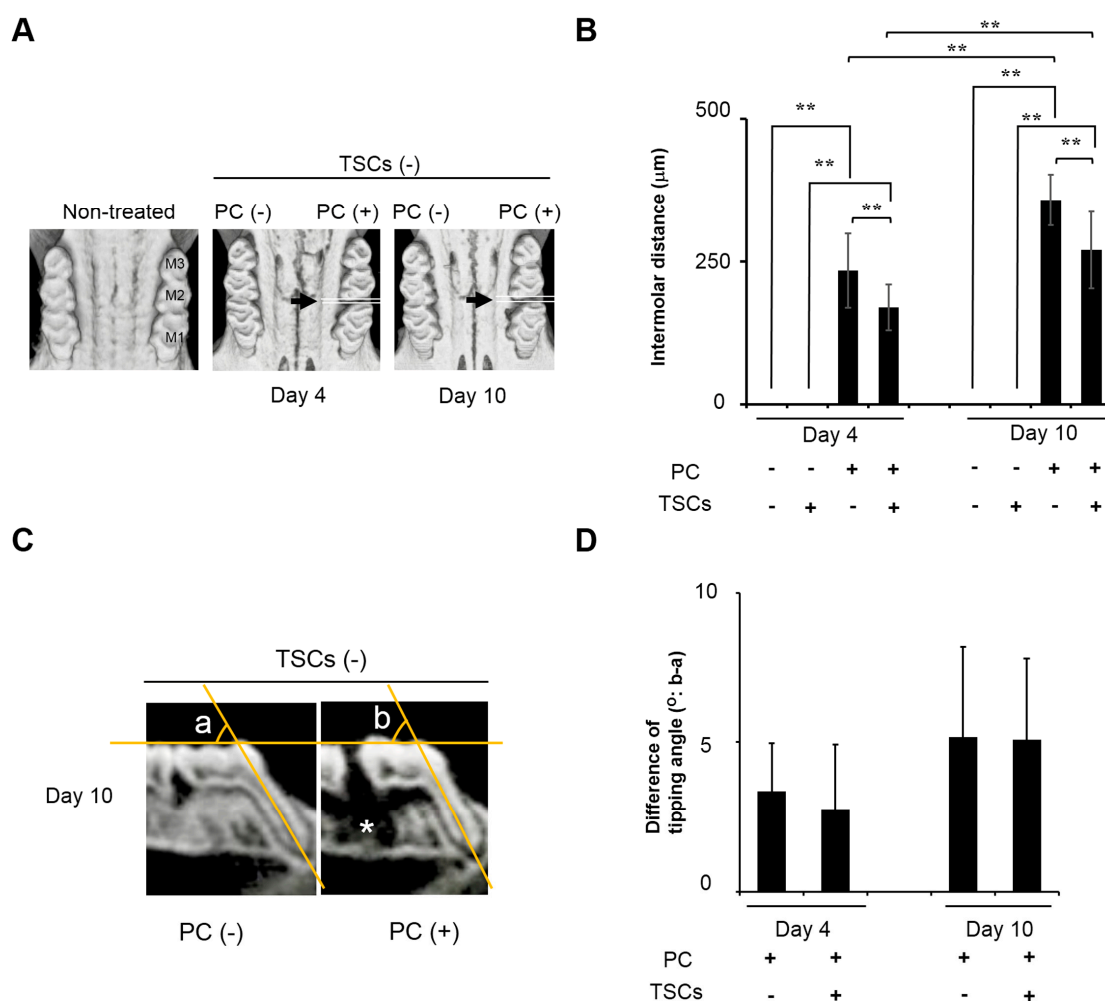 A
TSCs (-)
Non-treated
PC (-)
PC (+)
PC (-)
PC (+)
M3
M2
M1
Day 4
Day 10
B
**
**
**
**
**
**
**
**
500
250
0
Intermolar distance (µm)
Day 4
Day 10
PC - - + + - - + +
TSCs - + - + - + - +
C
TSCs (-)
a
b
Day 10
*
PC (-)
PC (+)
D
10
5
0
Difference of
tipping angle (º: b-a)
Day 4
Day 10
PC + + + +
TSCs - + - +